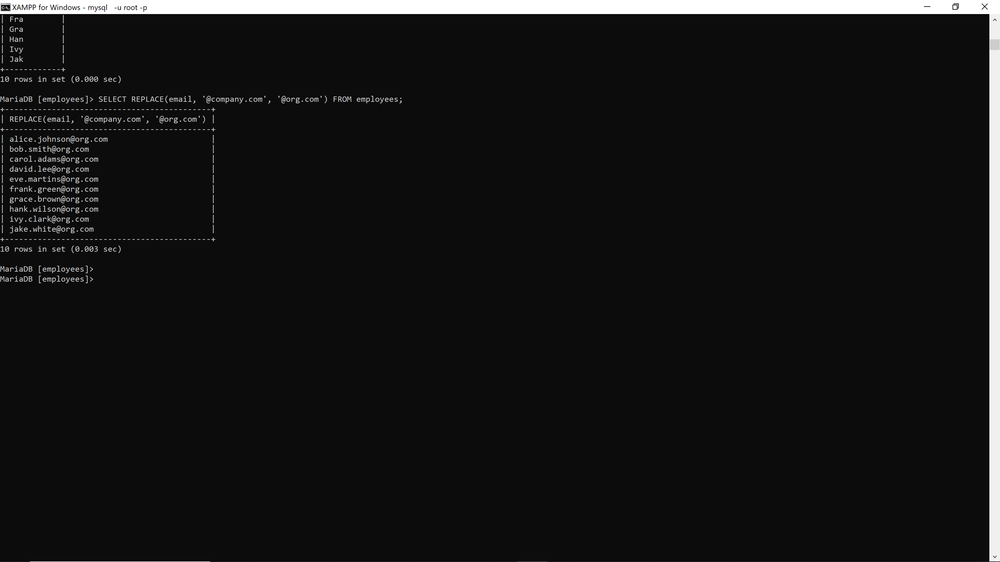 XAMPP for Windows - mysql  -u root -p
| Fra        |
| Gra        |
| Han        |
| Ivy        |
| Jak        |
+------------+
10 rows in set (0.000 sec)
MariaDB [employees]> SELECT REPLACE(email, '@company.com', '@org.com') FROM employees;
+--------------------------------------------+
| REPLACE(email, '@company.com', '@org.com') |
+--------------------------------------------+
| alice.johnson@org.com                      |
| bob.smith@org.com                          |
| carol.adams@org.com                        |
| david.lee@org.com                          |
| eve.martins@org.com                        |
| frank.green@org.com                        |
| grace.brown@org.com                        |
| hank.wilson@org.com                        |
| ivy.clark@org.com                          |
| jake.white@org.com                         |
+--------------------------------------------+
10 rows in set (0.003 sec)
MariaDB [employees]>
MariaDB [employees]>